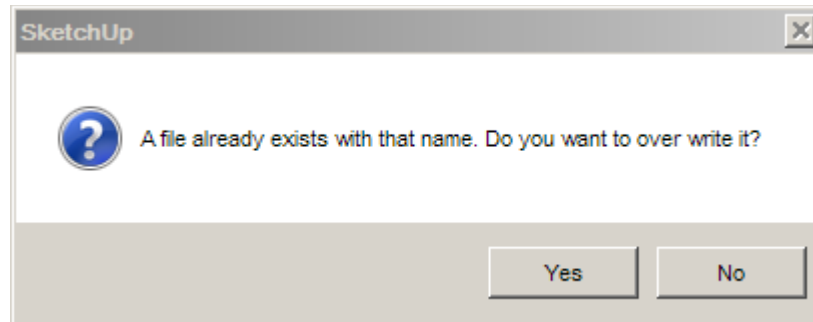 SketchUp
A file already exists with that name. Do you want to over write it?
Yes
No